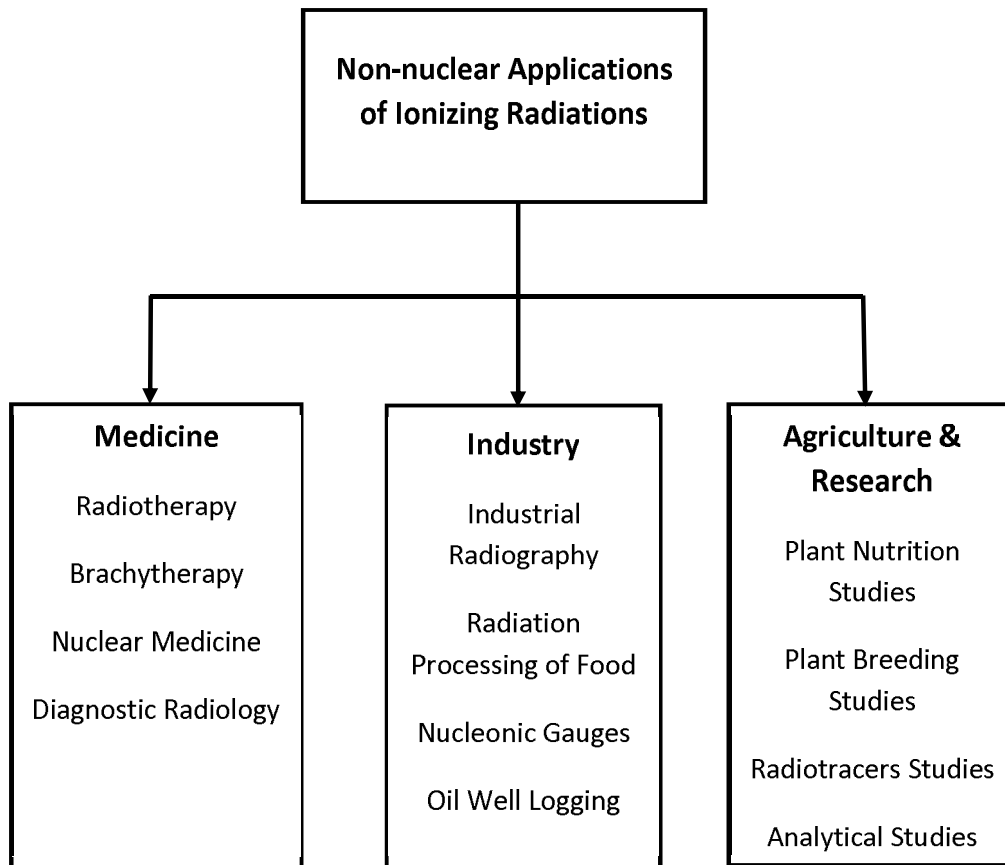 Non-nuclear Applications
of Ionizing Radiations
Medicine
Radiotherapy
Brachytherapy
Nuclear Medicine
Diagnostic Radiology
Industry
Industrial
Radiography
Radiation
Processing of Food
Nucleonic Gauges
Oil Well Logging
Agriculture &
Research
Plant Nutrition
Studies
Plant Breeding
Studies
Radiotracers Studies
Analytical Studies